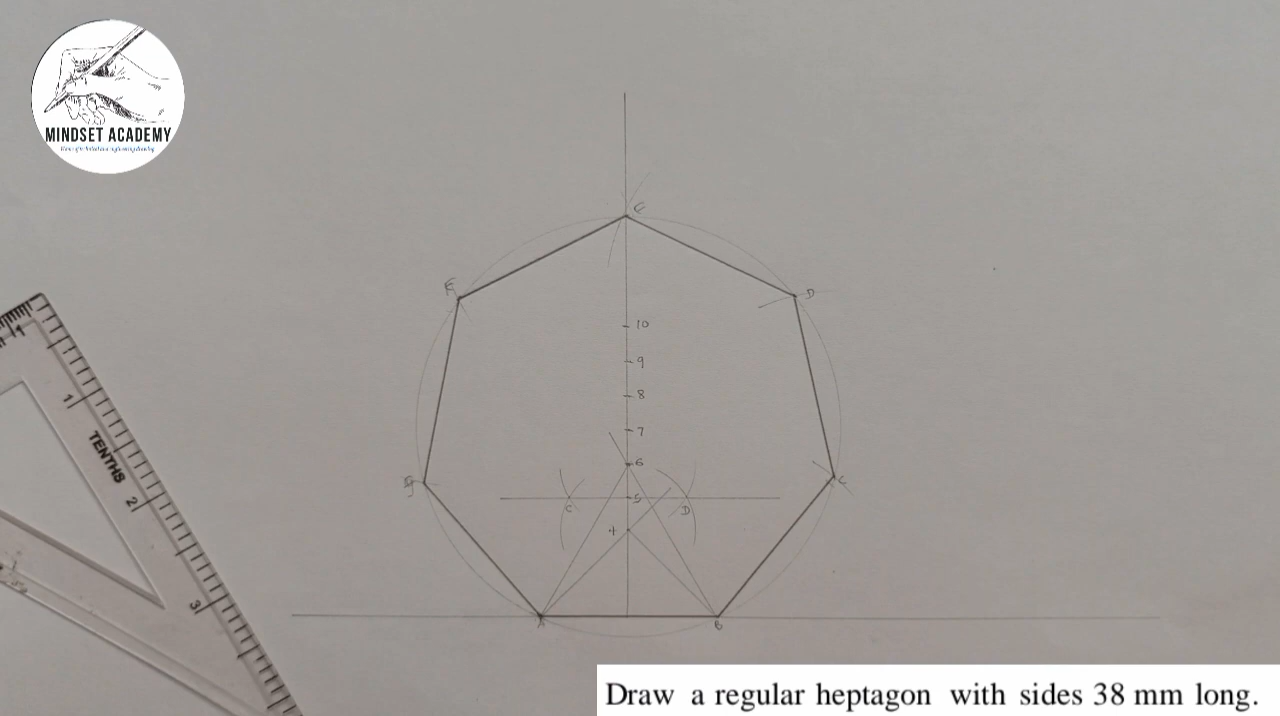 MINDSET ACADEMY
E
F
D
10
9
8
7
6
5
4
C
D
G
C
A
B
1
1
TENTHS
2
3
Draw a regular heptagon with sides 38 mm long.